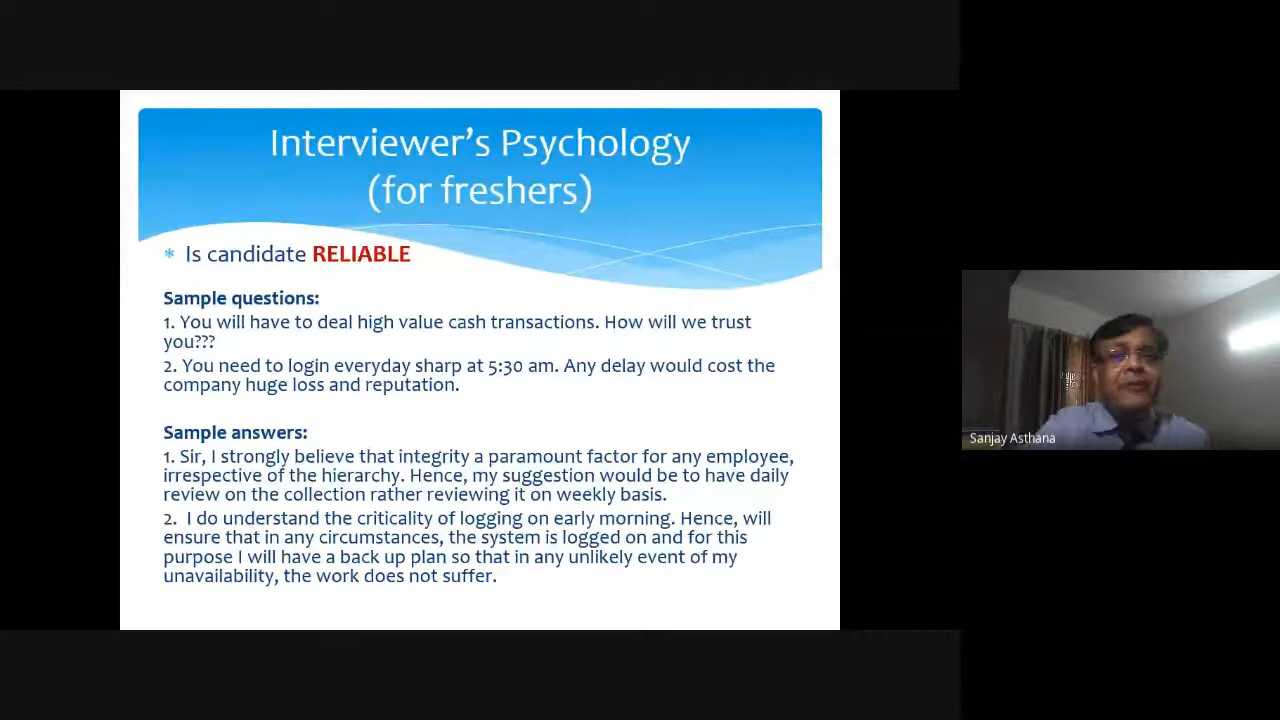 Interviewer’s Psychology
(for freshers)
* Is candidate RELIABLE
Sample questions:
1. You will have to deal high value cash transactions. How will we trust
you???
2. You need to login everyday sharp at 5:30 am. Any delay would cost the
company huge loss and reputation.
Sample answers:
1. Sir, I strongly believe that integrity a paramount factor for any employee,
irrespective of the hierarchy. Hence, my suggestion would be to have daily
review on the collection rather reviewing it on weekly basis.
2. I do understand the criticality of logging on early morning. Hence, will
ensure that in any circumstances, the system is logged on and for this
purpose I will have a back up plan so that in any unlikely event of my
unavailability, the work does not suffer.
Sanjay Asthana